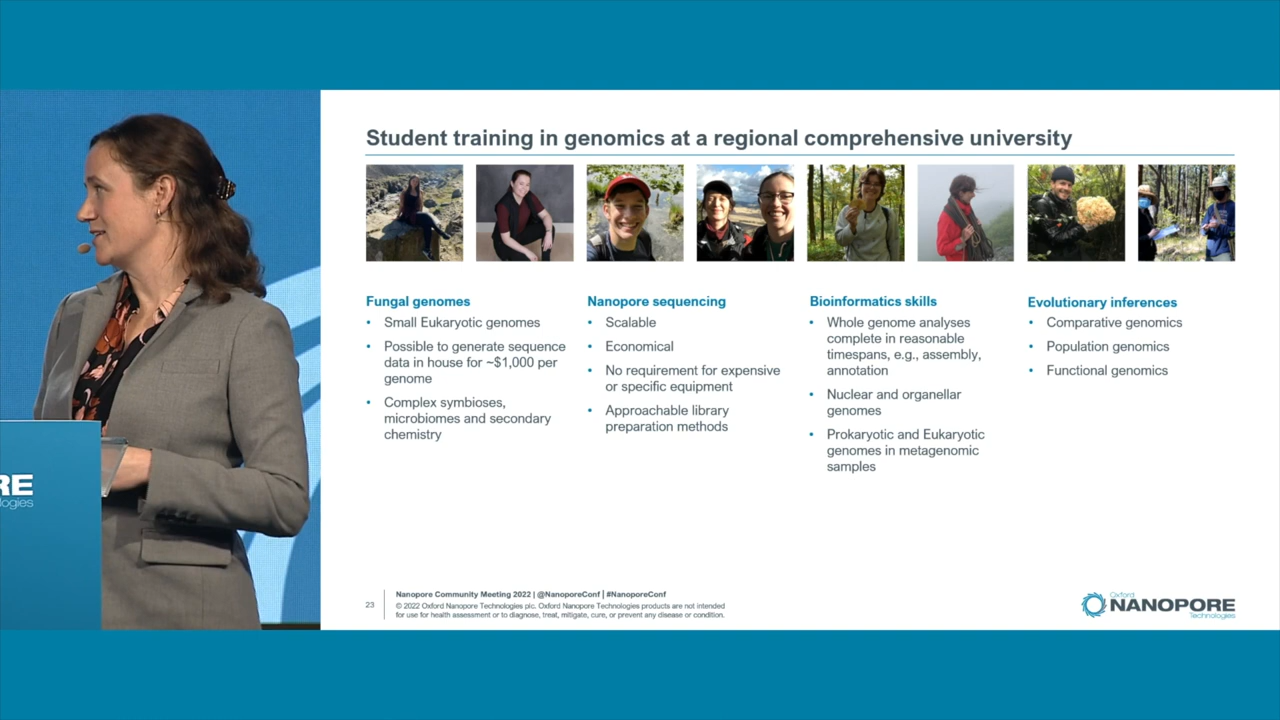 Student training in genomics at a regional comprehensive university
Fungal genomes
• Small Eukaryotic genomes
• Possible to generate sequence
data in house for ~$1,000 per
genome
• Complex symbioses,
microbiomes and secondary
chemistry
Nanopore sequencing
• Scalable
• Economical
• No requirement for expensive
or specific equipment
• Approachable library
preparation methods
Bioinformatics skills
• Whole genome analyses
complete in reasonable
timespans, e.g., assembly,
annotation
• Nuclear and organellar
genomes
• Prokaryotic and Eukaryotic
genomes in metagenomic
samples
Evolutionary inferences
• Comparative genomics
• Population genomics
• Functional genomics
RE
ologies
23
Nanopore Community Meeting 2022 | @NanoporeConf | #NanoporeConf
© 2022 Oxford Nanopore Technologies plc. Oxford Nanopore Technologies products are not intended
for use for health assessment or to diagnose, treat, mitigate, cure, or prevent any disease or condition.
Oxford
NANOPORE
Technologies